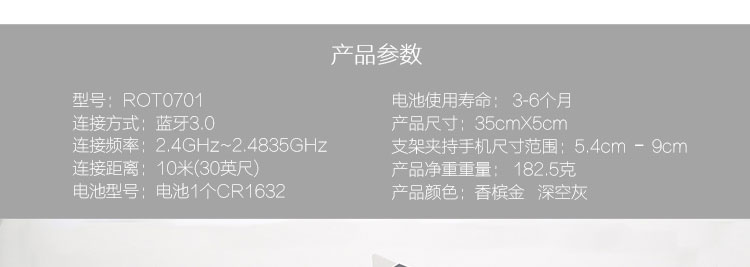 产品参数
型号：ROT0701
连接方式：蓝牙3.0
连接频率：2.4GHz~2.4835GHz
连接距离：10米(30英尺)
电池型号：电池1个CR1632
电池使用寿命：3-6个月
产品尺寸：35cmX5cm
支架夹持手机尺寸范围：5.4cm - 9cm
产品净重重量：182.5克
产品颜色：香槟金 深空灰